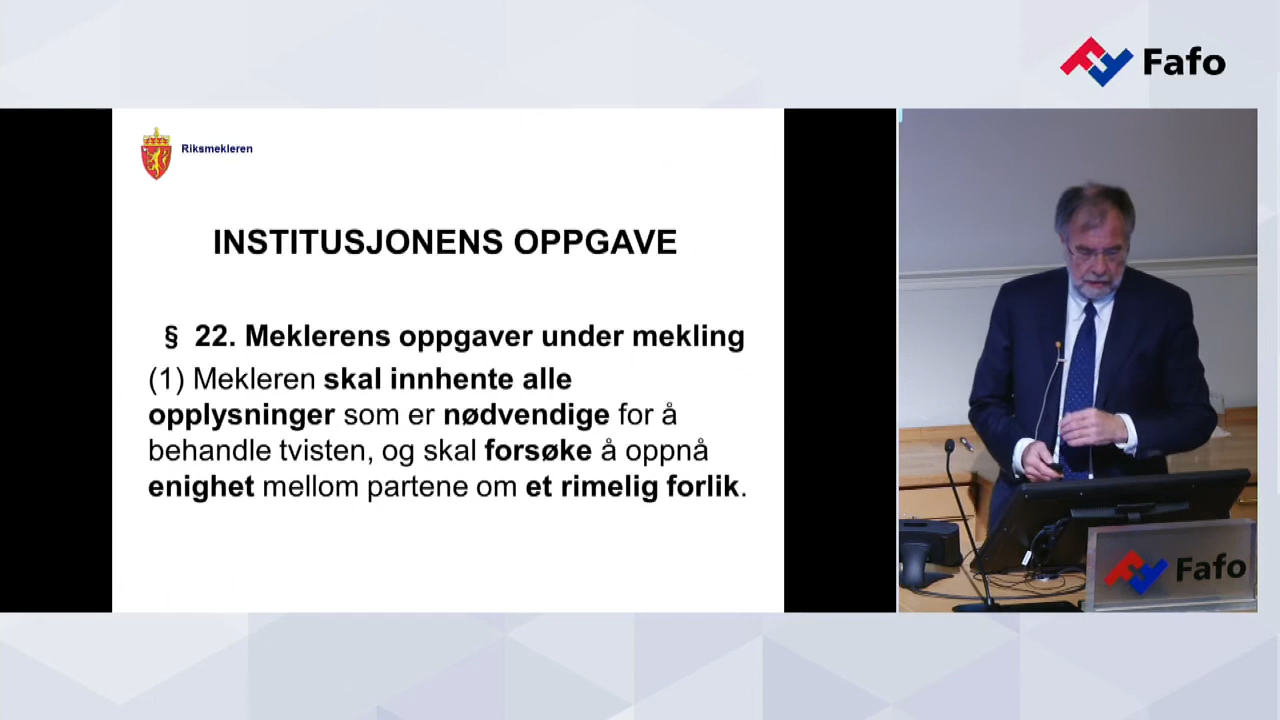 Fafo
Riksmekleren
INSTITUSJONENS OPPGAVE
§ 22. Meklerens oppgaver under mekling
(1) Mekleren skal innhente alle
opplysninger som er nødvendige for å
behandle tvisten, og skal forsøke å oppnå
enighet mellom partene om et rimelig forlik.
Fafo